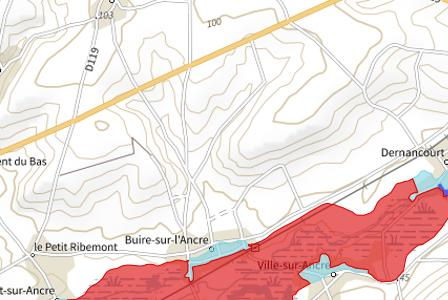 103
100
D119
ent du Bas
Dernancourt
Buire-sur-l'Ancre
le Petit Ribemont
Ville-sur-Ancre
t-sur-Ancre